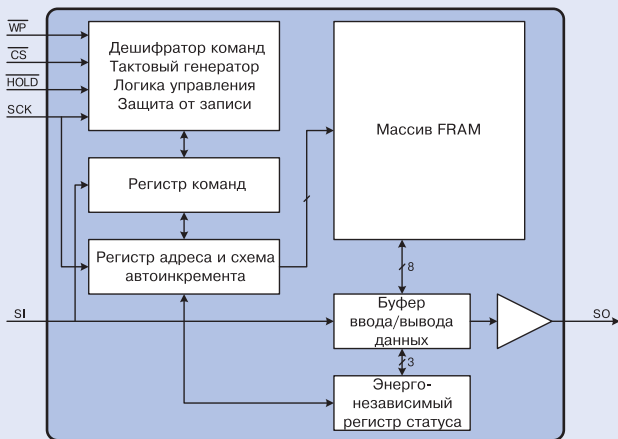 WP
CS
HOLD
SCK
Дешифратор команд
Тактовый генератор
Логика управления
Защита от записи
Массив FRAM
Регистр команд
Регистр адреса и схема
автоинкремента
8
SI
Буфер
ввода/вывода
данных
SO
3
Энерго-
независимый
регистр статуса